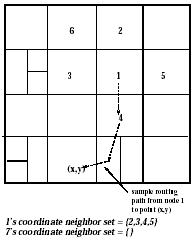 6 2
3 1 5
4
(x,y)
sample routing
path from node 1
to point (x,y)
1's coordinate neighbor set = {2,3,4,5}
7's coordinate neighbor set = { }